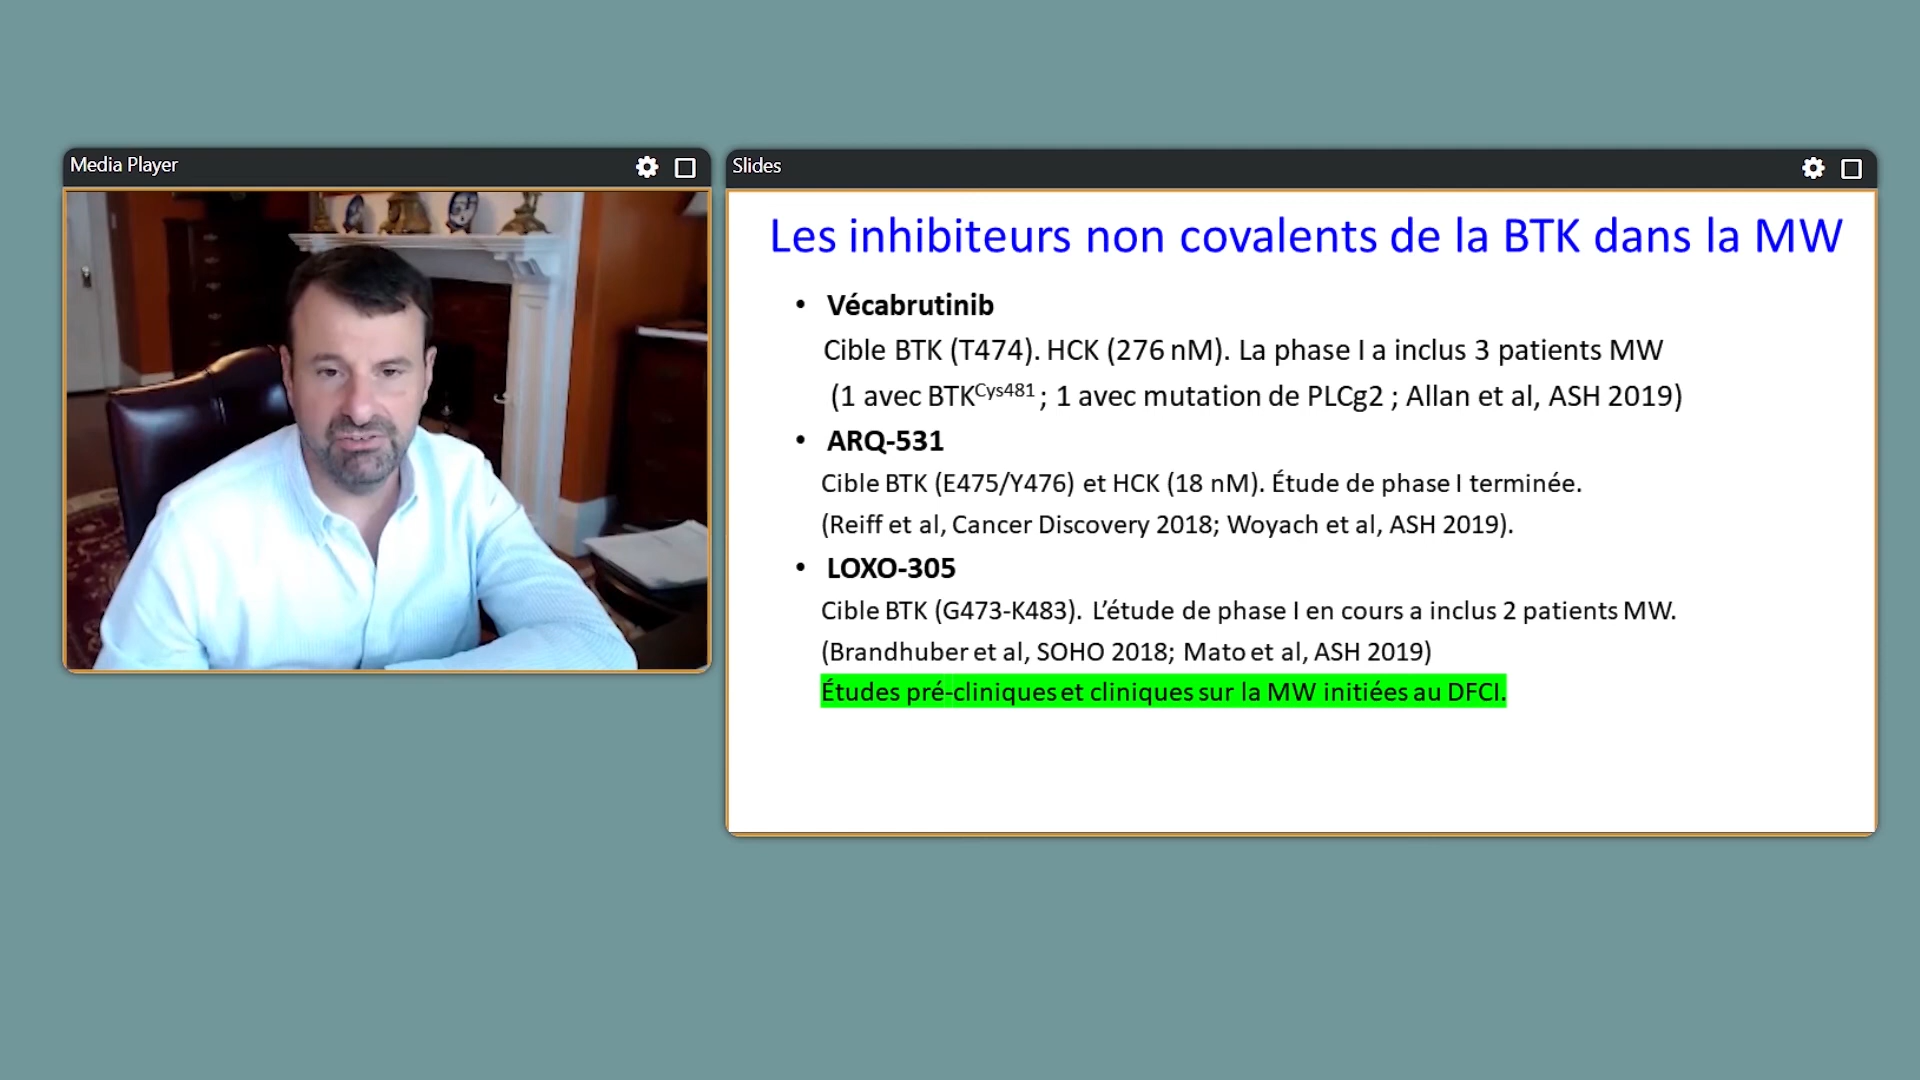 Media Player
Slides
Les inhibiteurs non covalents de la BTK dans la MW
• Vécabrutinib
Cible BTK (T474). HCK (276 nM). La phase I a inclus 3 patients MW
(1 avec BTKCys481 ; 1 avec mutation de PLCg2 ; Allan et al, ASH 2019)
• ARQ-531
Cible BTK (E475/Y476) et HCK (18 nM). Étude de phase I terminée.
(Reiff et al, Cancer Discovery 2018; Woyach et al, ASH 2019).
• LOXO-305
Cible BTK (G473-K483). L’étude de phase I en cours a inclus 2 patients MW.
(Brandhuber et al, SOHO 2018; Mato et al, ASH 2019)
Études pré-cliniques et cliniques sur la MW initiées au DFCI.